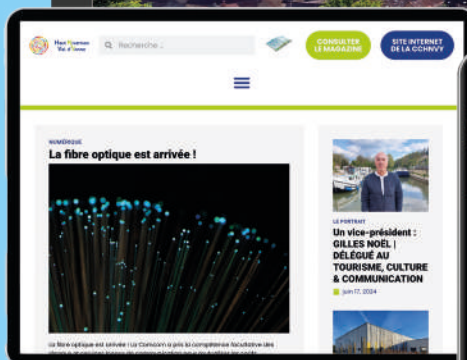 Haut Nivernais
Val d'Yonne
Recherche ...
CONSULTER
LE MAGAZINE
SITE INTERNET
DE LA CCHNVY
NUMÉRIQUE
La fibre optique est arrivée !
La fibre optique est arrivée ! La Comcom a pris la compétence facultative des
LE PORTRAIT
Un vice-président :
GILLES NOËL |
DÉLÉGUÉ AU
TOURISME, CULTURE
& COMMUNICATION
juin 17, 2024